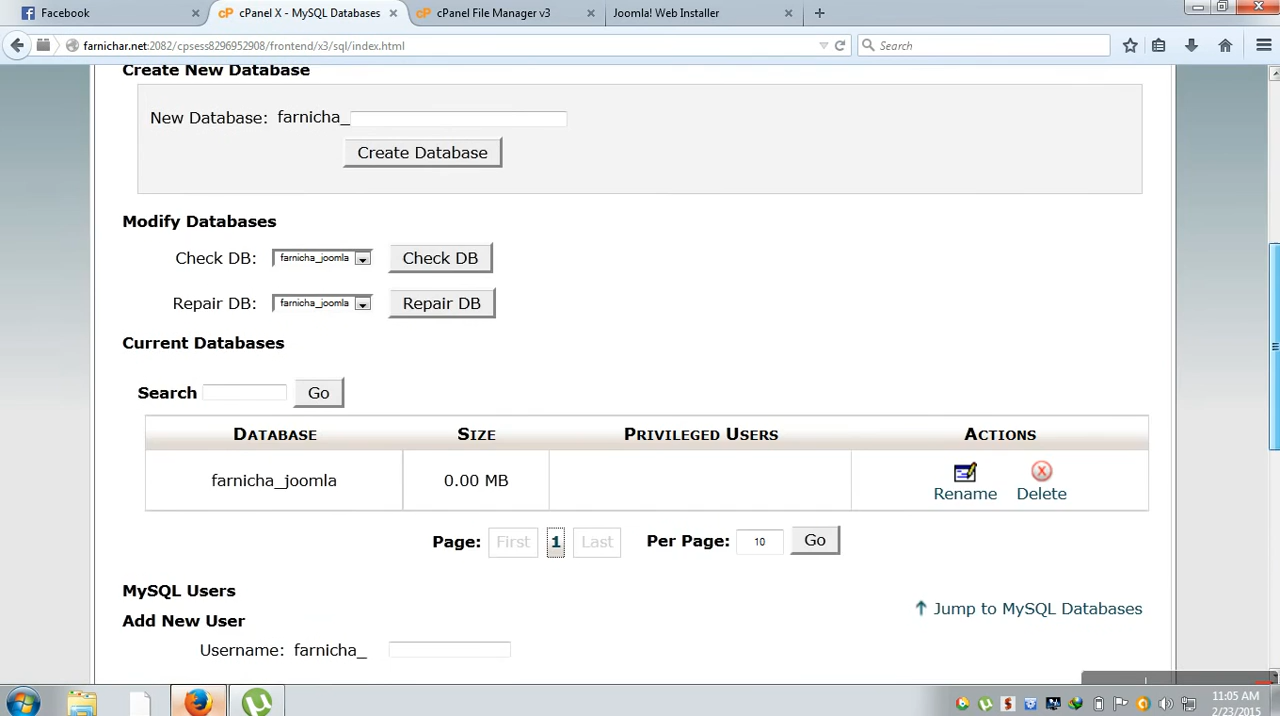 Facebook
cPanel X - MySQL Databases
cPanel File Manager v3
Joomla! Web Installer
farnichar.net:2082/cpsess8296952908/frontend/x3/sql/index.html
Search
Create New Database
New Database: farnicha_
Create Database
Modify Databases
Check DB: farnicha_joomla Check DB
Repair DB: farnicha_joomla Repair DB
Current Databases
Search Go
DATABASE SIZE PRIVILEGED USERS ACTIONS
farnicha_joomla 0.00 MB Rename Delete
Page: First 1 Last Per Page: 10 Go
MySQL Users
Jump to MySQL Databases
Add New User
Username: farnicha_
11:05 AM
2/23/2015